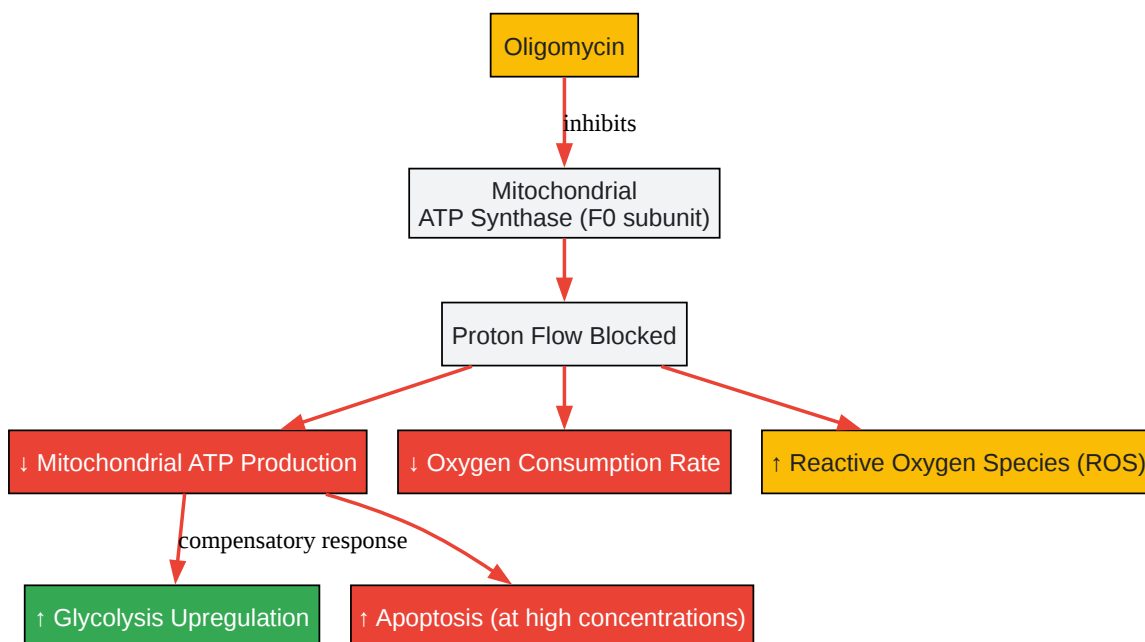 Oligomycin
inhibits
Mitochondrial
ATP Synthase (F0 subunit)
Proton Flow Blocked
↓ Mitochondrial ATP Production
↓ Oxygen Consumption Rate
↑ Reactive Oxygen Species (ROS)
compensatory response
↑ Glycolysis Upregulation
↑ Apoptosis (at high concentrations)